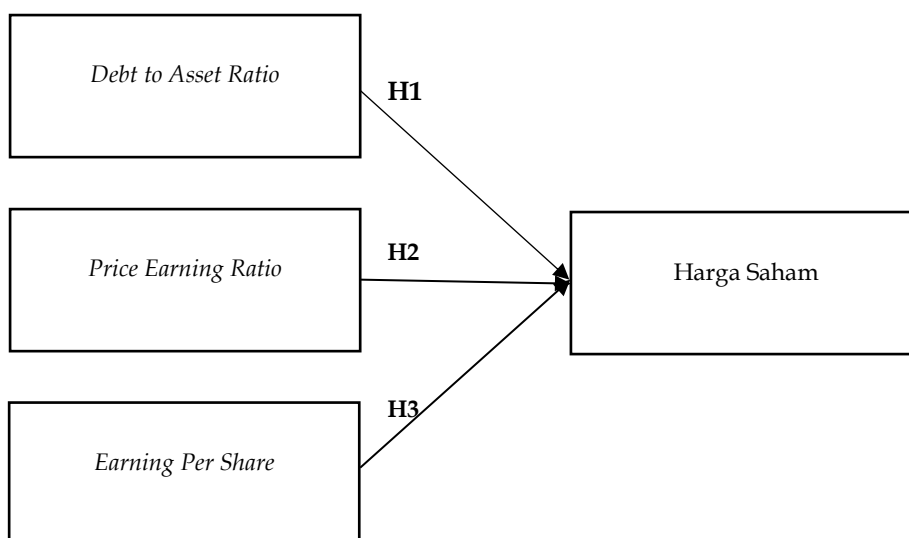 Debt to Asset Ratio
H1
Price Earning Ratio
H2
Harga Saham
H3
Earning Per Share